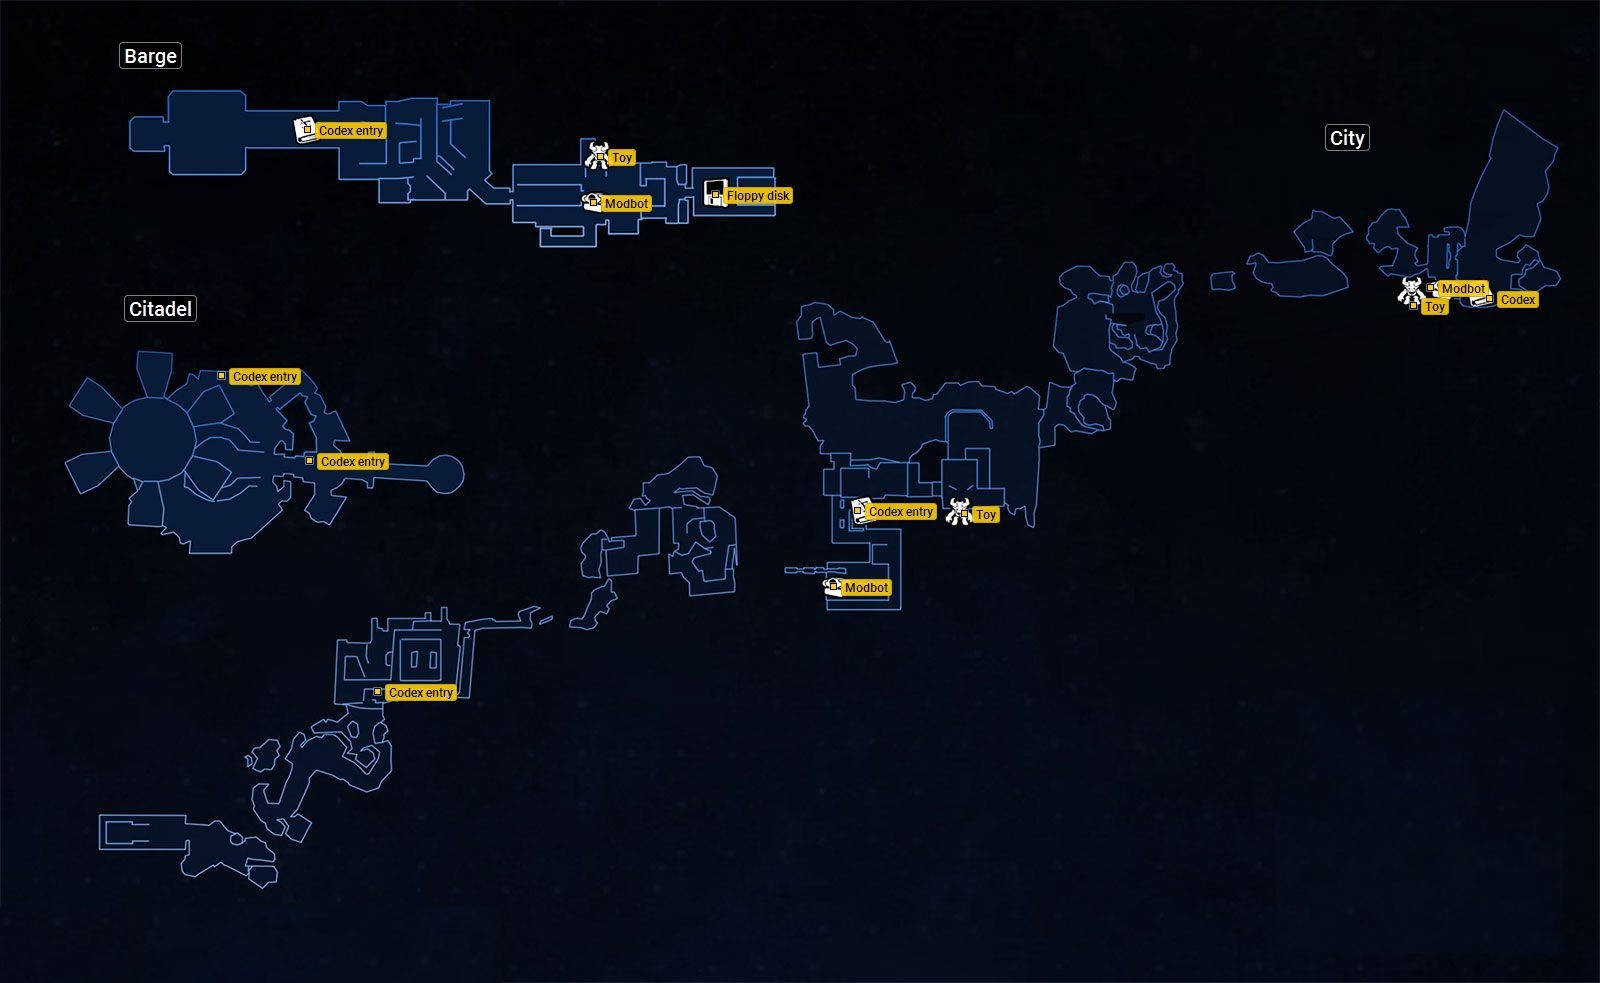 Barge
Codex entry
Toy
Modbot
Floppy disk
City
Modbot
Toy
Codex
Citadel
Codex entry
Codex entry
Codex entry
Toy
Modbot
Codex entry